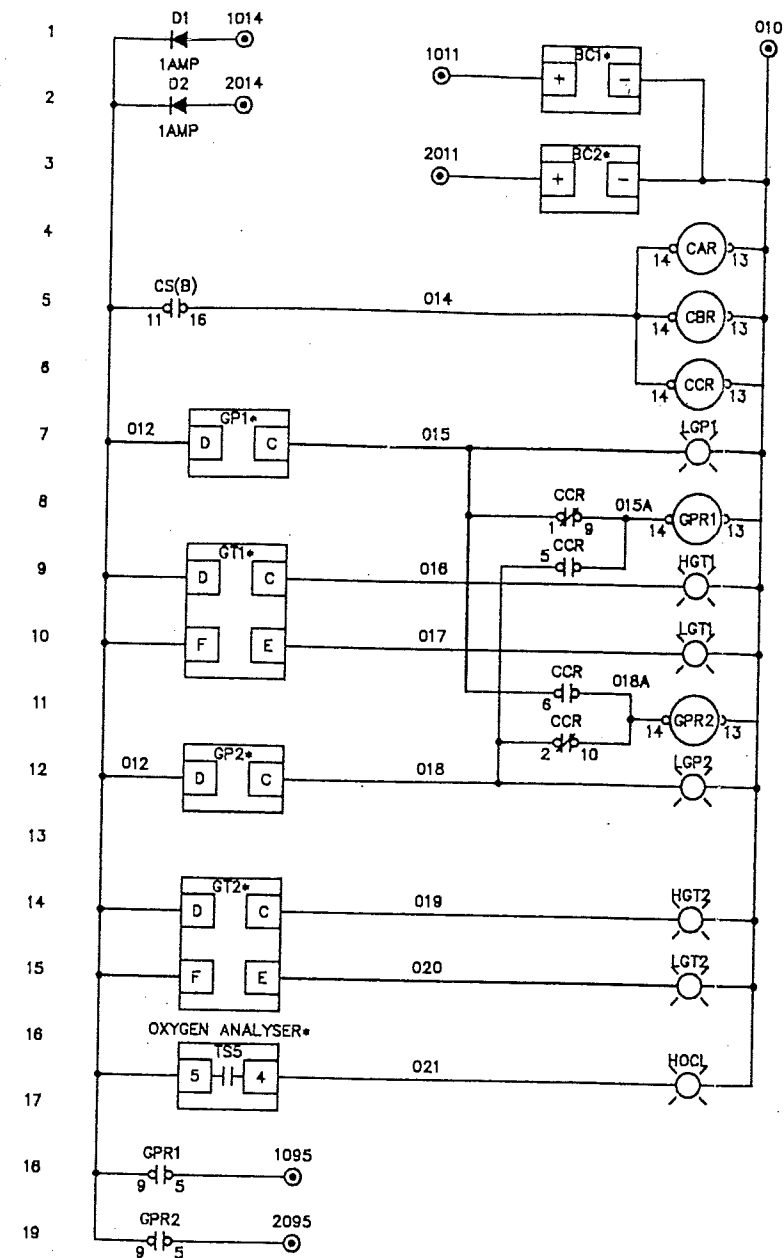 1
D1 1014
010
1AMP
1011 BC1*
+ -
2
D2 2014
1AMP
3
2011 BC2*
+ -
4
14 CAR 13
5
CS(B)
11 16
014
14 CBR 13
6
14 CCR 13
7
012 GP1* 015 LGP1
D C
8
CCR 015A
1 9 14 GPR1 13
9
GT1* 5 CCR
D C 016 HGT1
10
F E 017 LGT1
11
CCR 018A
6
14 GPR2 13
CCR
2 10
12
012 GP2* 018 LGP2
D C
13
14
GT2* 019 HGT2
D C
15
F E 020 LGT2
16
OXYGEN ANALYSER*
TS5
5 4 021 HOCL
17
18
GPR1 1095
9 5
19
GPR2 2095
9 5